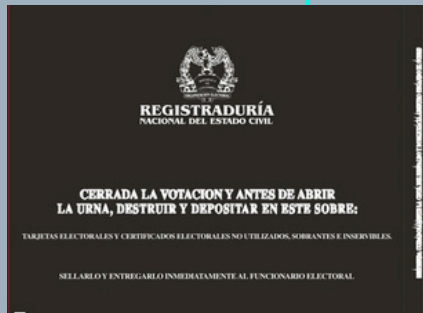 REGISTRADURÍA
NACIONAL DEL ESTADO CIVIL
CERRADA LA VOTACION Y ANTES DE ABRIR
LA URNA, DESTRUIR Y DEPOSITAR EN ESTE SOBRE:
TARJETAS ELECTORALES Y CERTIFICADOS ELECTORALES NO UTILIZADOS, SOBRANTES E INSERVIBLES.
SELLARLO Y ENTREGARLO INMEDIATAMENTE AL FUNCIONARIO ELECTORAL